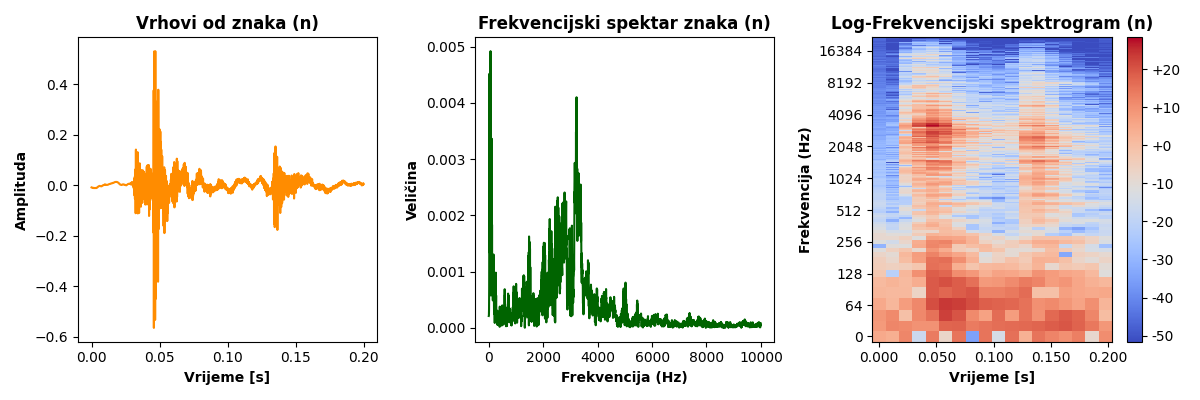 Vrhovi od znaka (n)
0.4
0.2
0.0
−0.2
−0.4
−0.6
Amplituda
0.00 0.05 0.10 0.15 0.20
Vrijeme [s]
Frekvencijski spektar znaka (n)
0.005
0.004
0.003
0.002
0.001
0.000
Veličina
0 2000 4000 6000 8000 10000
Frekvencija (Hz)
Log-Frekvencijski spektrogram (n)
16384
8192
4096
2048
1024
512
256
128
64
0
Frekvencija (Hz)
0.000 0.050 0.100 0.150 0.200
Vrijeme [s]
+20
+10
+0
-10
-20
-30
-40
-50